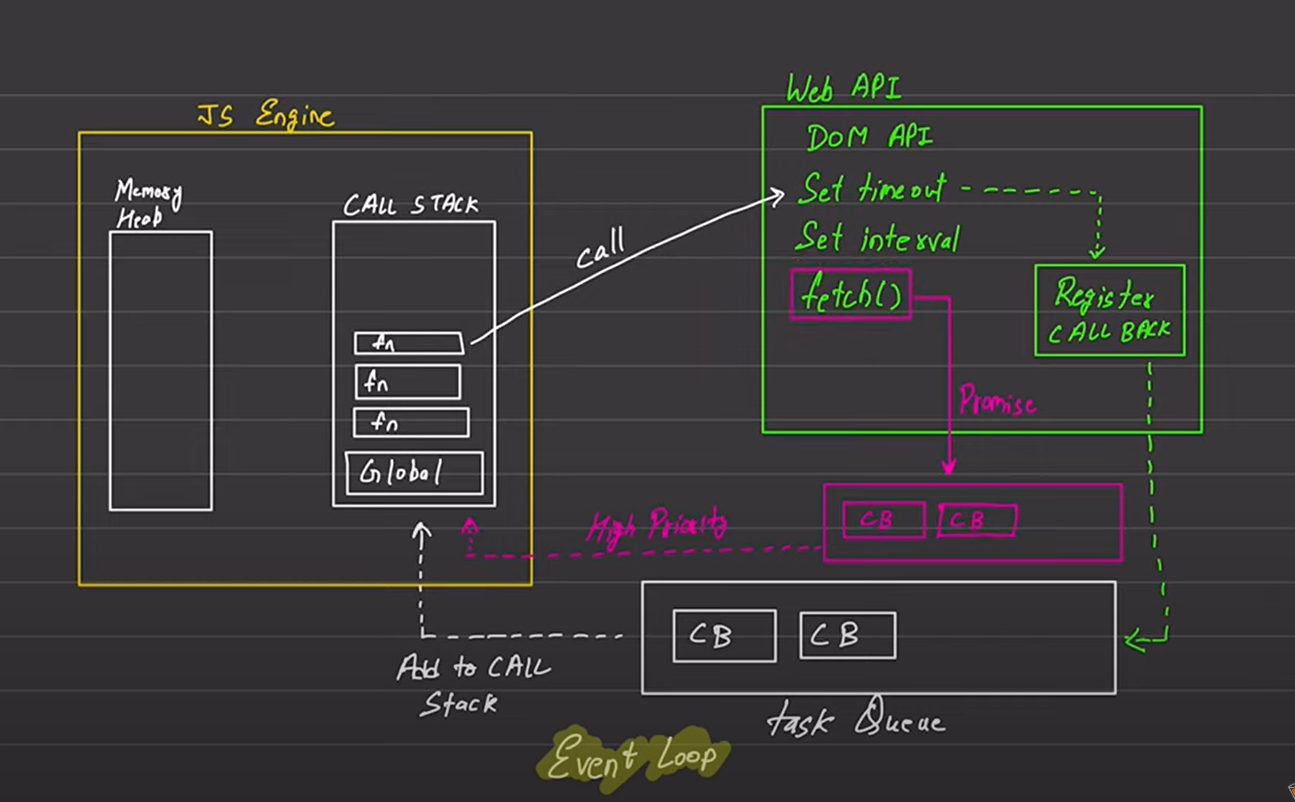 JS Engine
Memory
Heap
CALL STACK
fn
fn
fn
Global
call
Web API
DOM API
Set timeout
Set interval
fetch()
Register
CALL BACK
Promise
CB
CB
High Priority
CB
CB
Add to CALL
Stack
task Queue
Event Loop